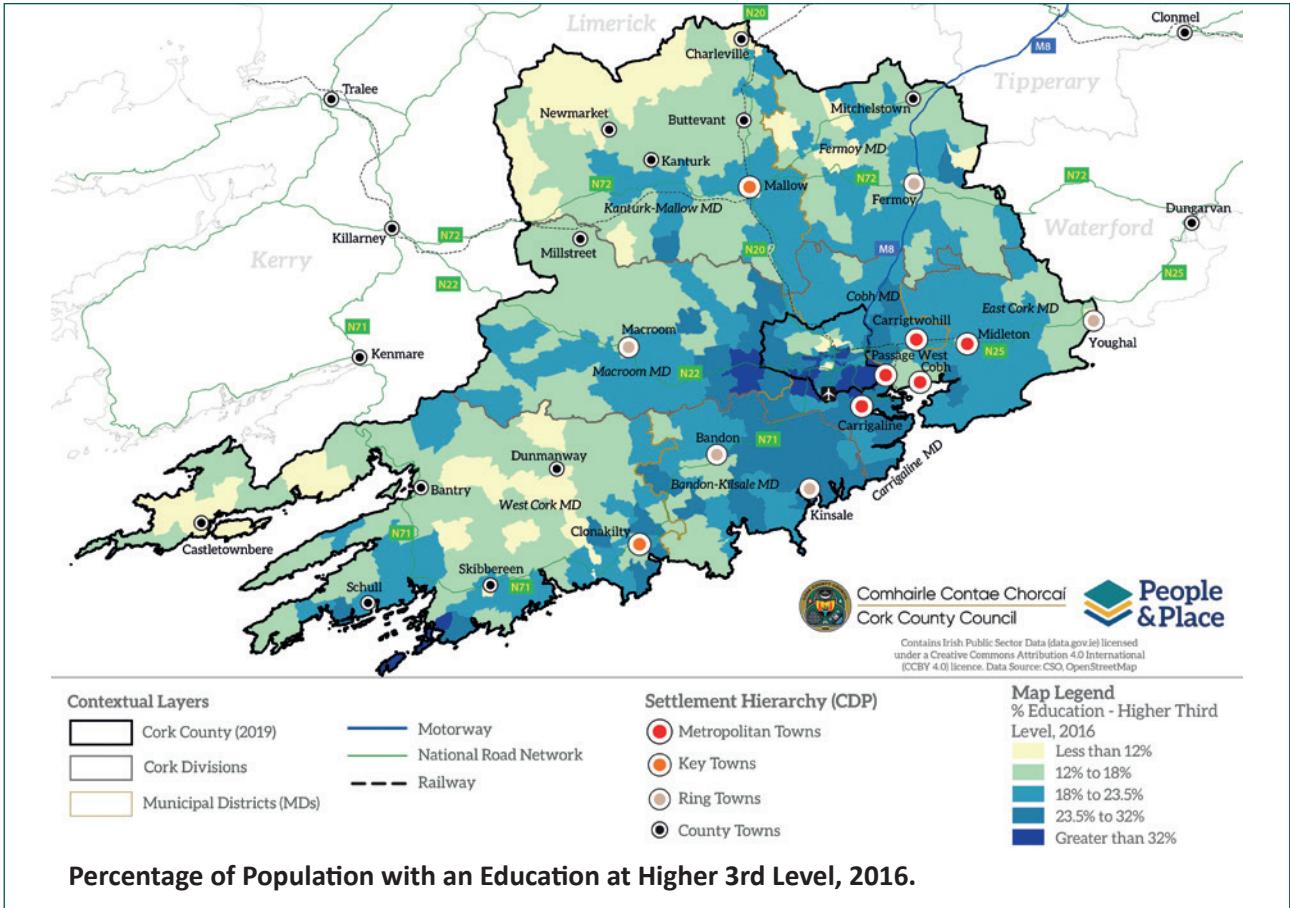 N20
Limerick
Clonmel
Charleville
M8
Tipperary
Tralee
Mitchelstown
Newmarket
Buttevant
Fermoy MD
Kanturk
N72
Mallow
N72
Fermoy
N72
Kanturk-Mallow MD
Dungarvan
Waterford
Killarney
N72
Millstreet
N20
M8
Kerry
N25
N22
Cobh MD
East Cork MD
N71
Macroom
Carrigtwohill
Midleton
Youghal
Kenmare
Passage West
N25
Macroom MD
N22
Cobh
Carrigaline
Bandon
N71
Dunmanway
Carrigaline MD
Bantry
West Cork MD
Bandon-Kilsale MD
Kinsale
Castletownbere
N71
Clonakilty
Skibbereen
N71
Schull
Comhairle Contae Chorcaí
Cork County Council
People
&Place
Contains Irish Public Sector Data (data.gov.ie) licensed
under a Creative Commons Attribution 4.0 International
(CCBY 4.0) licence. Data Source: CSO, OpenStreetMap
Contextual Layers
Cork County (2019)
Cork Divisions
Municipal Districts (MDs)
Motorway
National Road Network
Railway
Settlement Hierarchy (CDP)
Metropolitan Towns
Key Towns
Ring Towns
County Towns
Map Legend
% Education - Higher Third
Level, 2016
Less than 12%
12% to 18%
18% to 23.5%
23.5% to 32%
Greater than 32%
Percentage of Population with an Education at Higher 3rd Level, 2016.